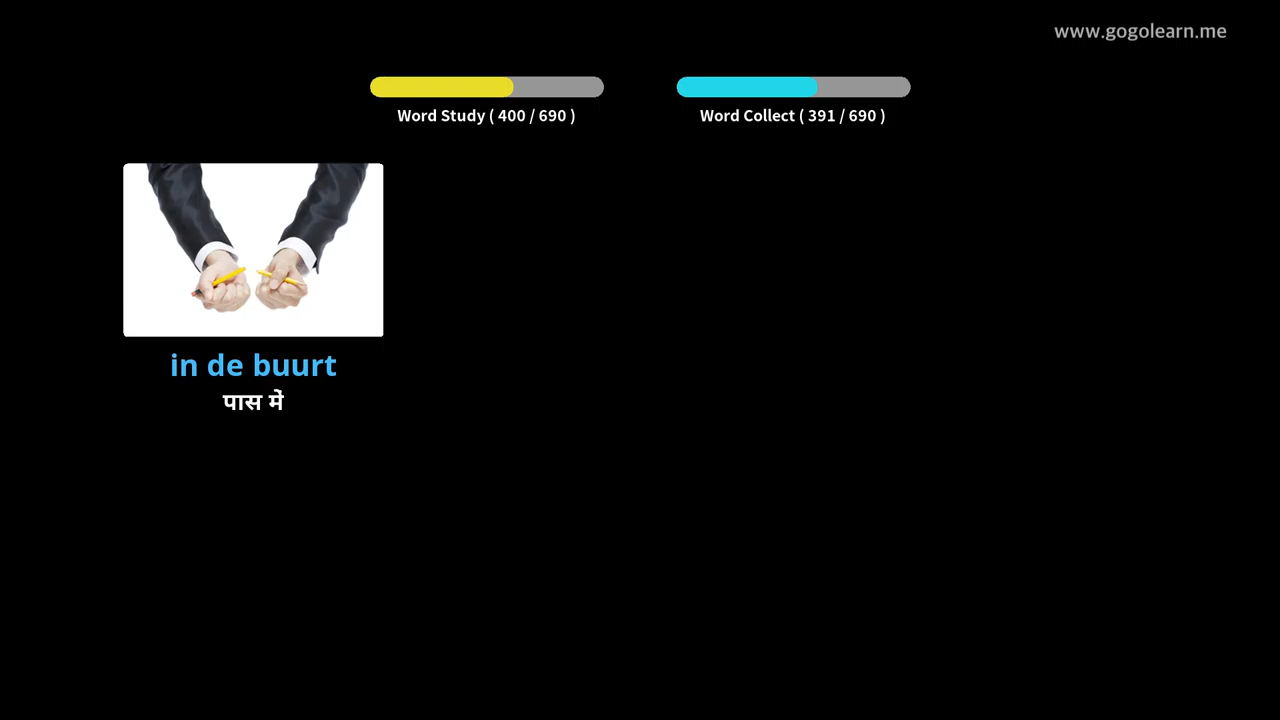 www.gogolearn.me
Word Study ( 400 / 690 )
Word Collect ( 391 / 690 )
in de buurt
पास में